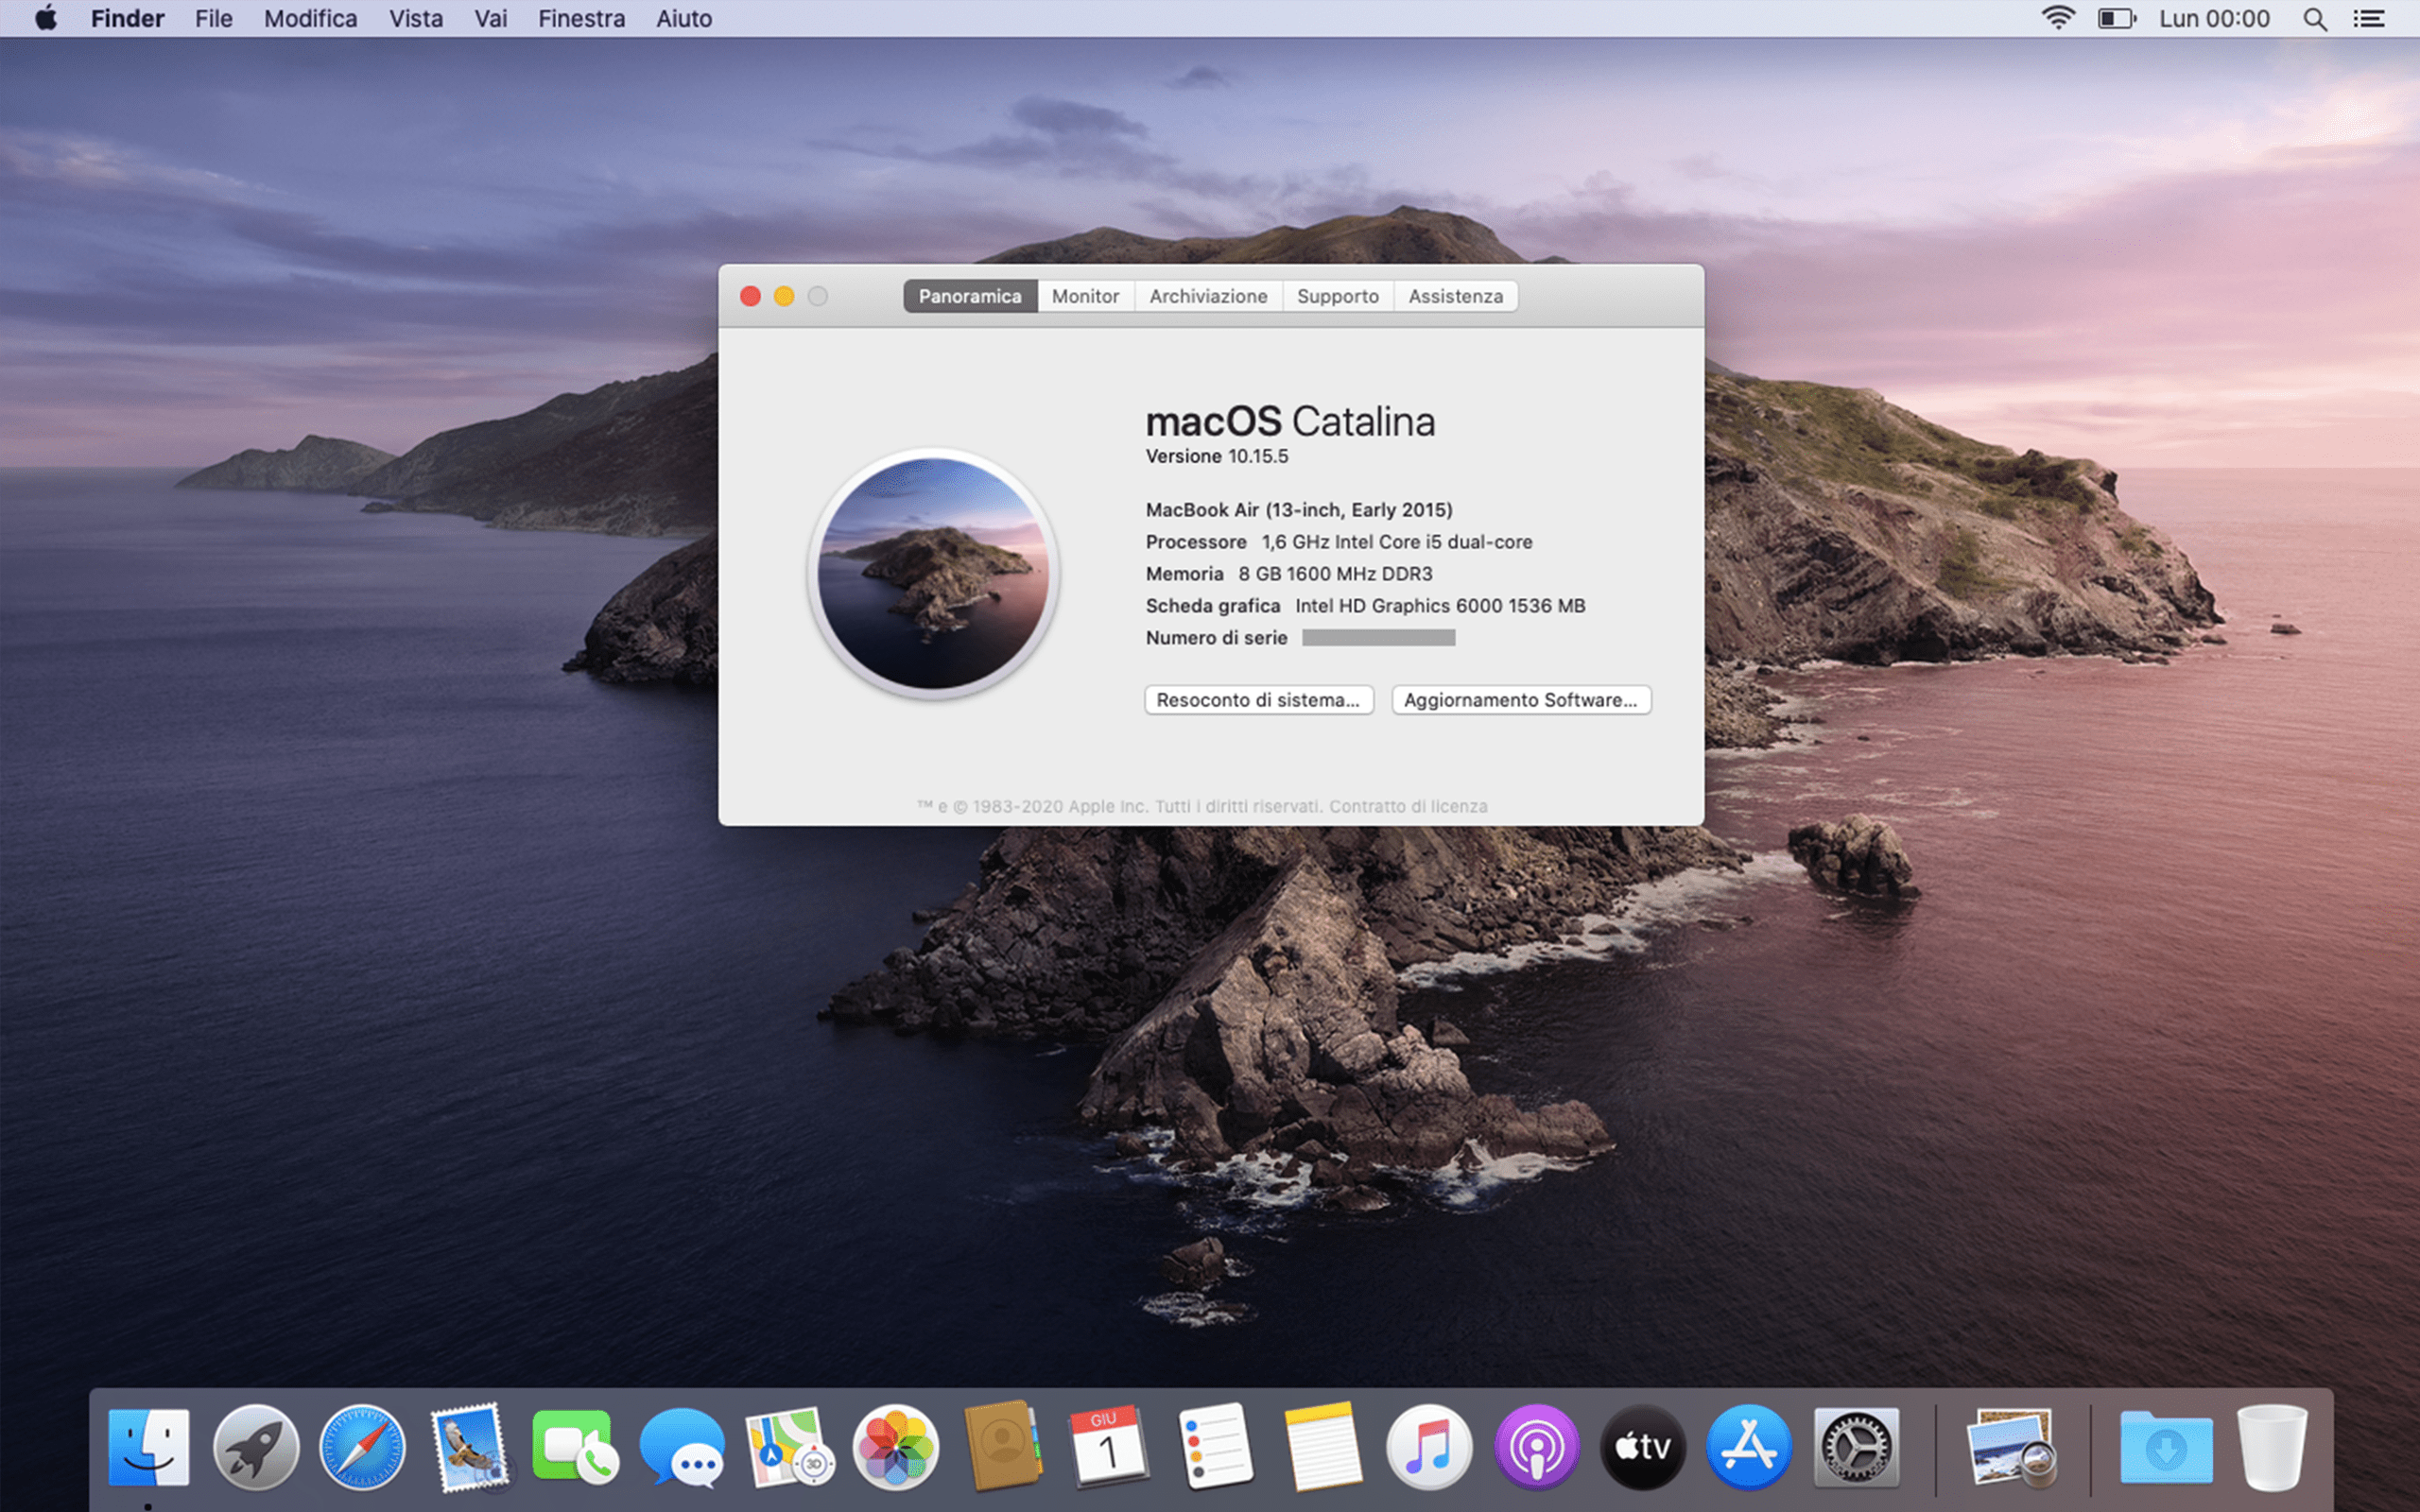 Finder File Modifica Vista Vai Finestra Aiuto Lun 00:00
Panoramica Monitor Archiviazione Supporto Assistenza
macOS Catalina
Versione 10.15.5
MacBook Air (13-inch, Early 2015)
Processore 1,6 GHz Intel Core i5 dual-core
Memoria 8 GB 1600 MHz DDR3
Scheda grafica Intel HD Graphics 6000 1536 MB
Numero di serie
Resoconto di sistema... Aggiornamento Software...
™ e © 1983-2020 Apple Inc. Tutti i diritti riservati. Contratto di licenza
3D
GIU
1
tv